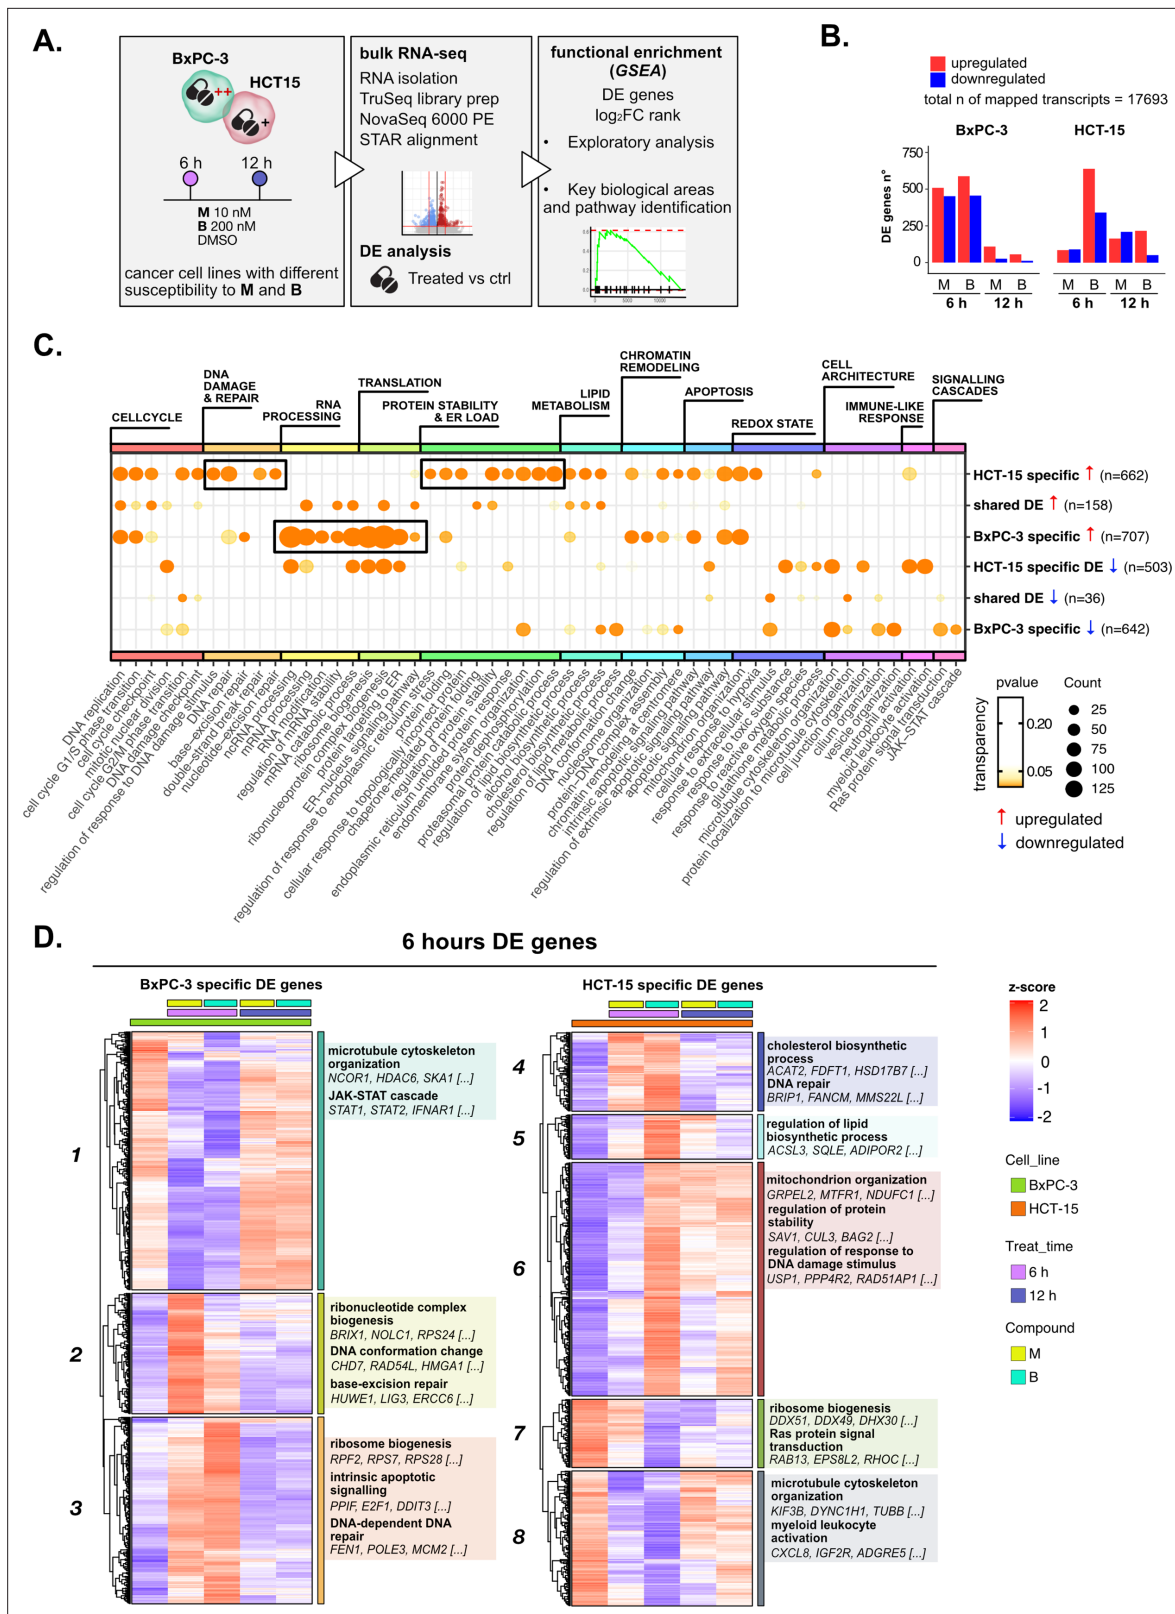 A.
BxPC-3
++
HCT15
+
6 h
12 h
M 10 nM
B 200 nM
DMSO
cancer cell lines with different
susceptibility to M and B
bulk RNA-seq
RNA isolation
TruSeq library prep
NovaSeq 6000 PE
STAR alignment
DE analysis
Treated vs ctrl
functional enrichment
(GSEA)
DE genes
log2FC rank
• Exploratory analysis
• Key biological areas
and pathway identification
B.
upregulated
downregulated
total n of mapped transcripts = 17693
BxPC-3
HCT-15
DE genes n°
750
500
250
0
M B M B
6 h 12 h
M B M B
6 h 12 h
C.
CELLCYCLE
DNA
DAMAGE
& REPAIR
RNA
PROCESSING
TRANSLATION
PROTEIN STABILITY
& ER LOAD
LIPID
METABOLISM
CHROMATIN
REMODELING
APOPTOSIS
REDOX STATE
CELL
ARCHITECTURE
IMMUNE-LIKE
RESPONSE
SIGNALLING
CASCADES
HCT-15 specific ↑ (n=662)
shared DE ↑ (n=158)
BxPC-3 specific ↑ (n=707)
HCT-15 specific DE ↓ (n=503)
shared DE ↓ (n=36)
BxPC-3 specific ↓ (n=642)
DNA replication
cell cycle G1/S phase transition
cell cycle checkpoint
mitotic nuclear division
cell cycle G2/M phase transition
DNA damage checkpoint
regulation of response to DNA damage stimulus
DNA repair
base−excision repair
double−strand break repair
nucleotide−excision repair
ncRNA processing
mRNA processing
RNA modification
regulation of mRNA stability
mRNA catabolic process
ribosome biogenesis
ribonucleoprotein complex biogenesis
protein targeting to ER
ER−nucleus signaling pathway
regulation of response to endoplasmic reticulum stress
protein folding
cellular response to topologically incorrect protein
chaperone−mediated protein folding
regulation of protein stability
endoplasmic reticulum unfolded protein response
endomembrane system organization
protein dephosphorylation
proteasomal protein catabolic process
regulation of lipid biosynthetic process
alcohol biosynthetic process
cholesterol biosynthetic process
regulation of lipid metabolic process
DNA conformation change
nucleosome organization
protein−DNA complex assembly
chromatin remodeling at centromere
intrinsic apoptotic signaling pathway
regulation of extrinsic apoptotic signaling pathway
apoptotic signaling pathway
mitochondrion organization
cellular response to hypoxia
response to extracellular stimulus
response to toxic substance
response to reactive oxygen species
glutathione metabolic process
microtubule cytoskeleton organization
protein localization to microtubule cytoskeleton
cell junction organization
cilium organization
vesicle organization
neutrophil activation
myeloid leukocyte activation
Ras protein signal transduction
JAK−STAT cascade
pvalue
transparency
0.20
0.05
Count
25
50
75
100
125
↑ upregulated
↓ downregulated
D.
6 hours DE genes
BxPC-3 specific DE genes
1
microtubule cytoskeleton
organization
NCOR1, HDAC6, SKA1 [...]
JAK-STAT cascade
STAT1, STAT2, IFNAR1 [...]
2
ribonucleotide complex
biogenesis
BRIX1, NOLC1, RPS24 [...]
DNA conformation change
CHD7, RAD54L, HMGA1 [...]
base-excision repair
HUWE1, LIG3, ERCC6 [...]
3
ribosome biogenesis
RPF2, RPS7, RPS28 [...]
intrinsic apoptotic
signalling
PPIF, E2F1, DDIT3 [...]
DNA-dependent DNA
repair
FEN1, POLE3, MCM2 [...]
HCT-15 specific DE genes
4
cholesterol biosynthetic
process
ACAT2, FDFT1, HSD17B7 [...]
DNA repair
BRIP1, FANCM, MMS22L [...]
5
regulation of lipid
biosynthetic process
ACSL3, SQLE, ADIPOR2 [...]
6
mitochondrion organization
GRPEL2, MTFR1, NDUFC1 [...]
regulation of protein
stability
SAV1, CUL3, BAG2 [...]
regulation of response to
DNA damage stimulus
USP1, PPP4R2, RAD51AP1 [...]
7
ribosome biogenesis
DDX51, DDX49, DHX30 [...]
Ras protein signal
transduction
RAB13, EPS8L2, RHOC [...]
8
microtubule cytoskeleton
organization
KIF3B, DYNC1H1, TUBB [...]
myeloid leukocyte
activation
CXCL8, IGF2R, ADGRE5 [...]
z-score
2
1
0
-1
-2
Cell_line
BxPC-3
HCT-15
Treat_time
6 h
12 h
Compound
M
B